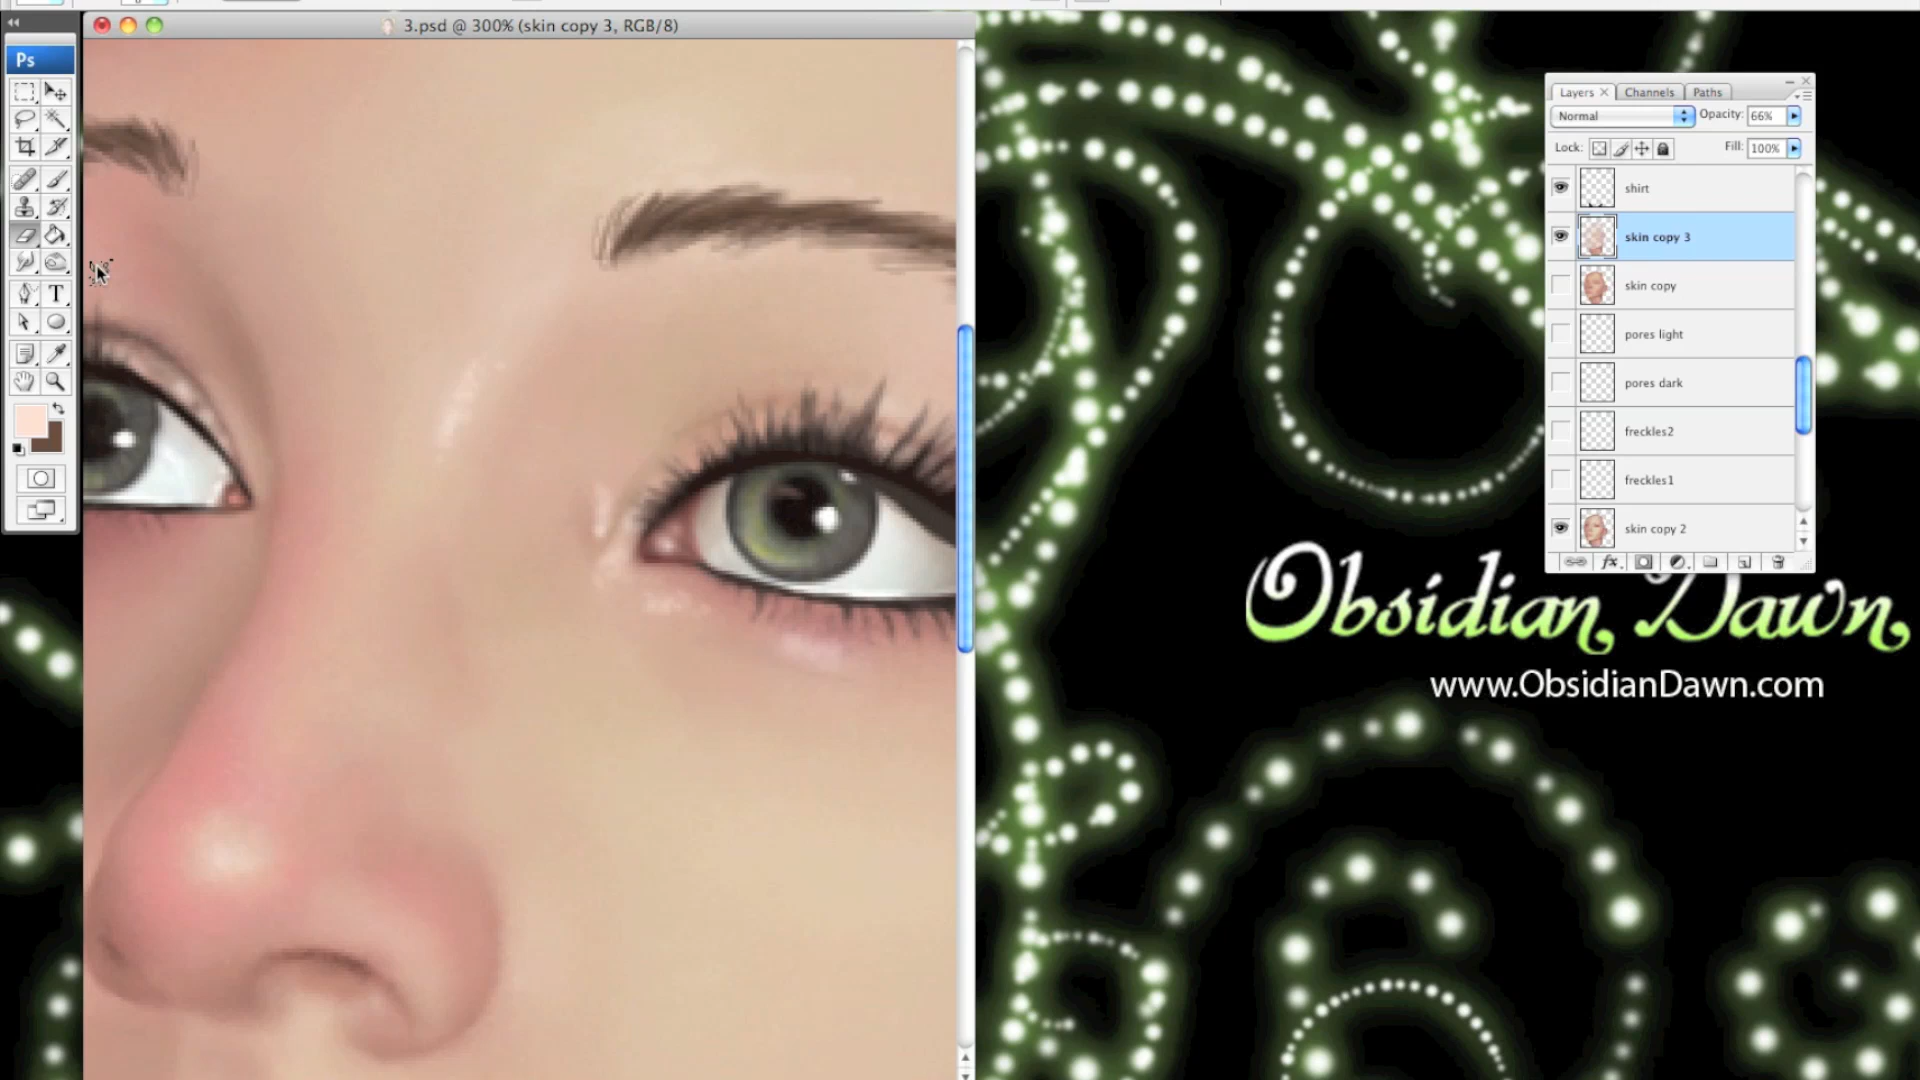 3.psd @ 300% (skin copy 3, RGB/8)
Ps
T
Layers Channels Paths
Normal Opacity: 66%
Lock: Fill: 100%
shirt
skin copy 3
skin copy
pores light
pores dark
freckles2
freckles1
skin copy 2
fx
Obsidian Dawn
www.ObsidianDawn.com